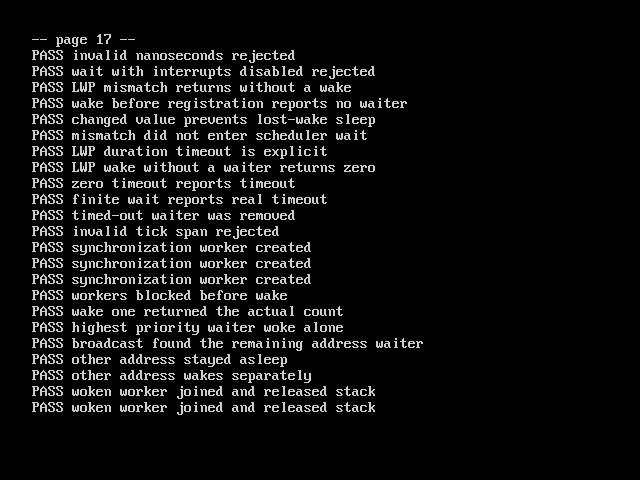 -- page 17 --
PASS invalid nanoseconds rejected
PASS wait with interrupts disabled rejected
PASS LWP mismatch returns without a wake
PASS wake before registration reports no waiter
PASS changed value prevents lost-wake sleep
PASS mismatch did not enter scheduler wait
PASS LWP duration timeout is explicit
PASS LWP wake without a waiter returns zero
PASS zero timeout reports timeout
PASS finite wait reports real timeout
PASS timed-out waiter was removed
PASS invalid tick span rejected
PASS synchronization worker created
PASS synchronization worker created
PASS synchronization worker created
PASS workers blocked before wake
PASS wake one returned the actual count
PASS highest priority waiter woke alone
PASS broadcast found the remaining address waiter
PASS other address stayed asleep
PASS other address wakes separately
PASS woken worker joined and released stack
PASS woken worker joined and released stack